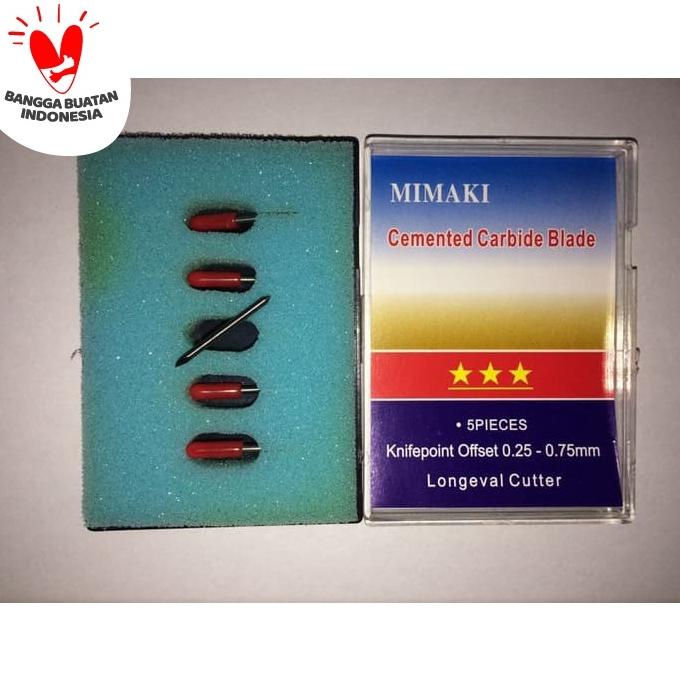 BANGGA BUATAN
INDONESIA
MIMAKI
Cemented Carbide Blade
• 5PIECES
Knifepoint Offset 0.25 - 0.75mm
Longeval Cutter